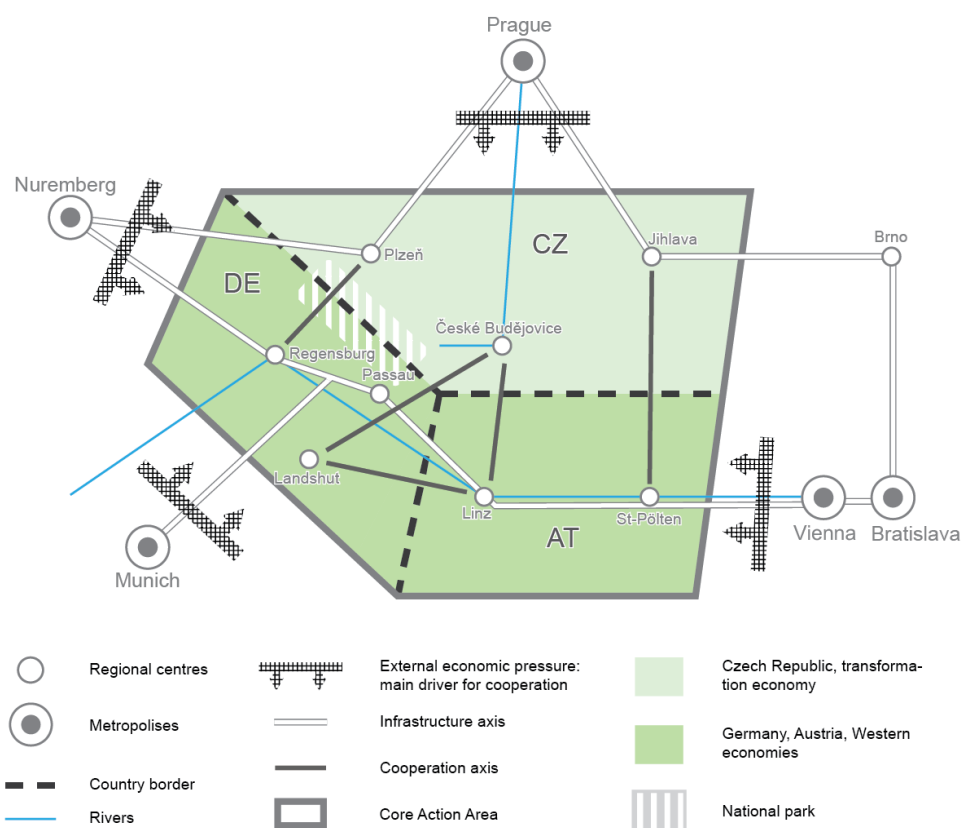 Prague
Nuremberg
CZ
Plzeň
Jihlava
Brno
DE
České Budějovice
Regensburg
Passau
Landshut
Linz
St-Pölten
AT
Vienna
Bratislava
Munich
Regional centres
External economic pressure:
main driver for cooperation
Czech Republic, transforma-
tion economy
Metropolises
Infrastructure axis
Germany, Austria, Western
economies
Country border
Cooperation axis
Rivers
Core Action Area
National park